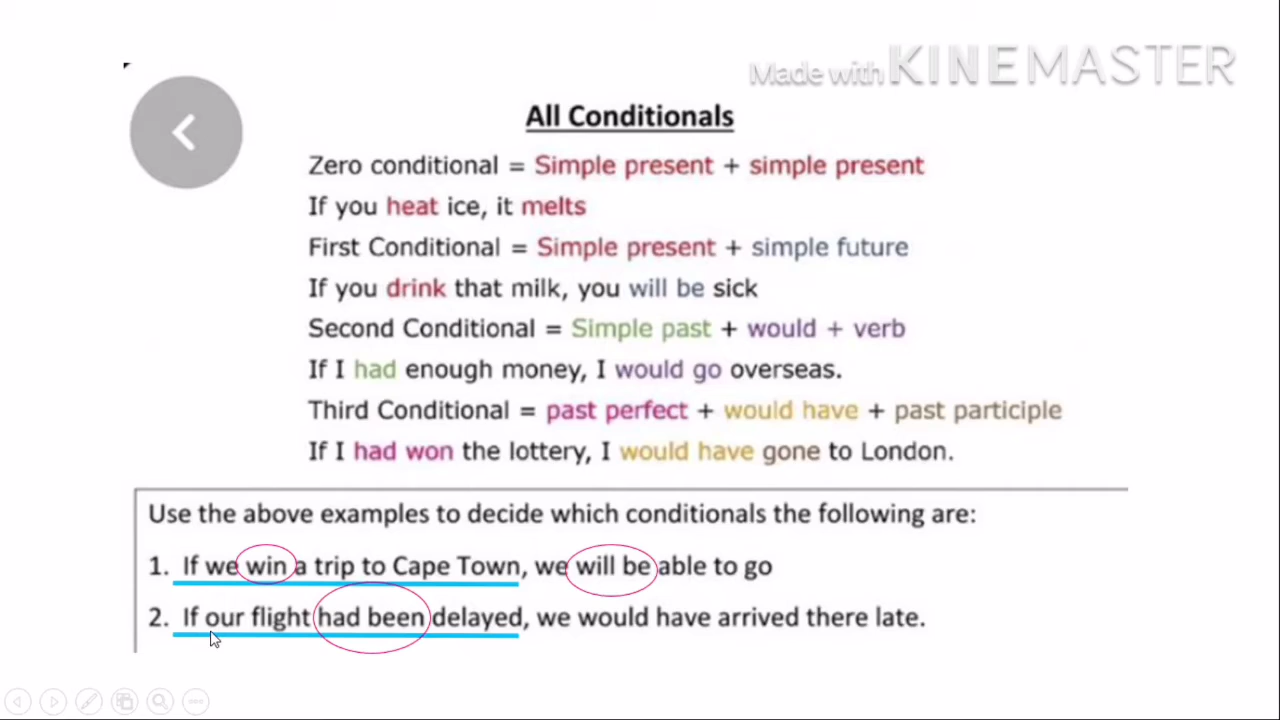 Made with KINEMASTER
All Conditionals
Zero conditional = Simple present + simple present
If you heat ice, it melts
First Conditional = Simple present + simple future
If you drink that milk, you will be sick
Second Conditional = Simple past + would + verb
If I had enough money, I would go overseas.
Third Conditional = past perfect + would have + past participle
If I had won the lottery, I would have gone to London.
Use the above examples to decide which conditionals the following are:
1. If we win a trip to Cape Town, we will be able to go
2. If our flight had been delayed, we would have arrived there late.